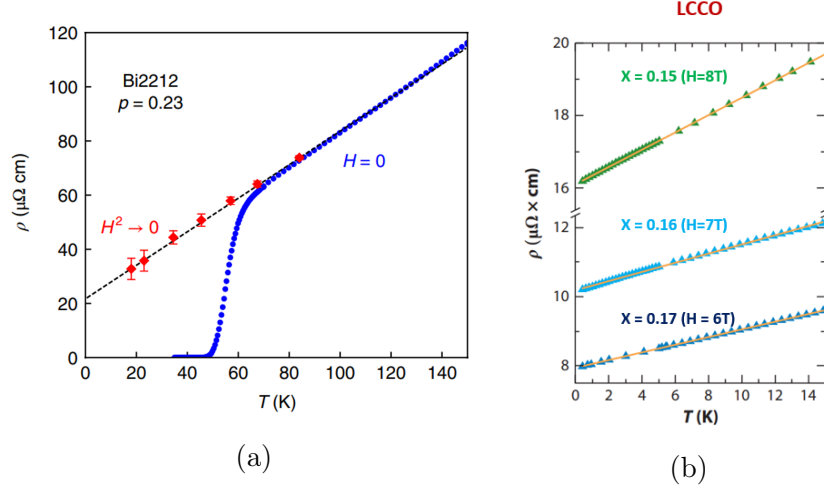 120
100
80
60
40
20
0
ρ (μΩ cm)
Bi2212
p = 0.23
H = 0
H² → 0
0 20 40 60 80 100 120 140
T (K)
(a)
LCCO
20
18
16
12
10
8
ρ (μΩ × cm)
X = 0.15 (H=8T)
X = 0.16 (H=7T)
X = 0.17 (H = 6T)
0 2 4 6 8 10 12 14
T (K)
(b)